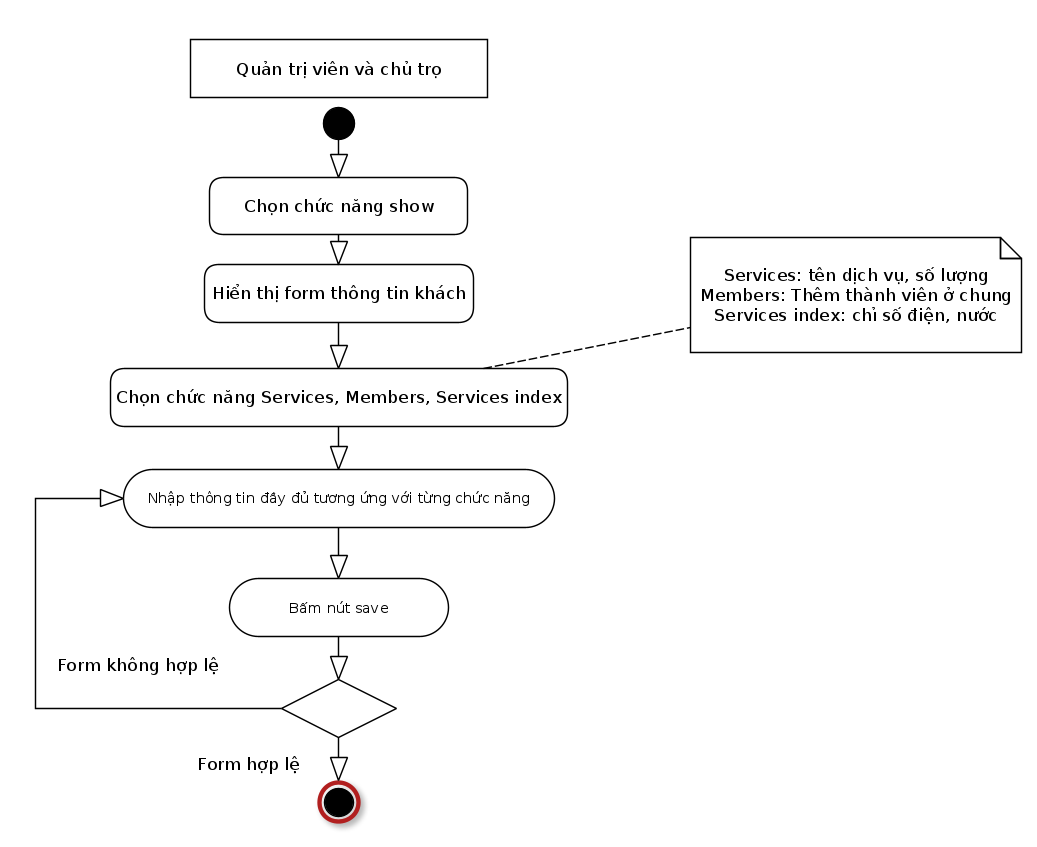 Quản trị viên và chủ trọ
Chọn chức năng show
Hiển thị form thông tin khách
Services: tên dịch vụ, số lượng
Members: Thêm thành viên ở chung
Services index: chỉ số điện, nước
Chọn chức năng Services, Members, Services index
Nhập thông tin đầy đủ tương ứng với từng chức năng
Bấm nút save
Form không hợp lệ
Form hợp lệ